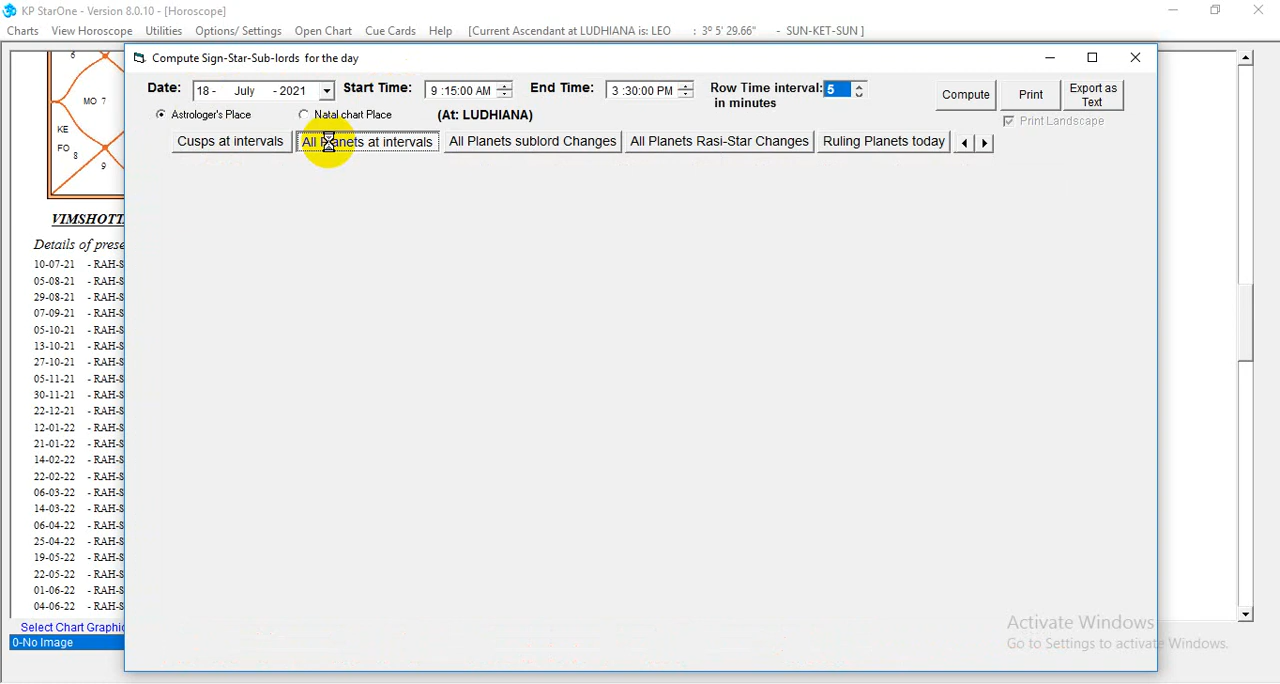 KP StarOne - Version 8.0.10 - [Horoscope]
Charts View Horoscope Utilities Options/ Settings Open Chart Cue Cards Help [Current Ascendant at LUDHIANA is: LEO : 3° 5' 29.66" - SUN-KET-SUN ]
Compute Sign-Star-Sub-lords for the day
Date: 18 - July - 2021 Start Time: 9 :15:00 AM End Time: 3 :30:00 PM Row Time interval: 5
in minutes
Compute Print Export as
Text
Astrologer's Place Natal chart Place (At: LUDHIANA) Print Landscape
Cusps at intervals All Planets at intervals All Planets sublord Changes All Planets Rasi-Star Changes Ruling Planets today
6
MO 7
KE
FO 8
9
VIMSHOTT
Details of prese
10-07-21 - RAH-S
05-08-21 - RAH-S
29-08-21 - RAH-S
07-09-21 - RAH-S
05-10-21 - RAH-S
13-10-21 - RAH-S
27-10-21 - RAH-S
05-11-21 - RAH-S
30-11-21 - RAH-S
22-12-21 - RAH-S
12-01-22 - RAH-S
21-01-22 - RAH-S
14-02-22 - RAH-S
22-02-22 - RAH-S
06-03-22 - RAH-S
14-03-22 - RAH-S
06-04-22 - RAH-S
25-04-22 - RAH-S
19-05-22 - RAH-S
22-05-22 - RAH-S
01-06-22 - RAH-S
04-06-22 - RAH-S
Select Chart Graphic
0-No Image
Activate Windows
Go to Settings to activate Windows.